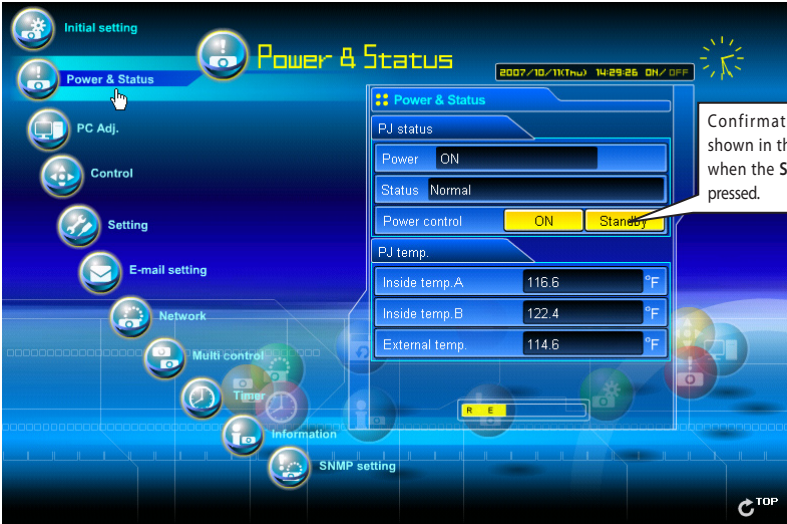 Initial setting
Power & Status
Power & Status
PC Adj.
Control
Setting
E-mail setting
Network
Multi control
Timer
Information
SNMP setting
2007/10/11(Thu) 14:29:26 ON/OFF
Power & Status
PJ status
Power ON
Status Normal
Power control ON Standby
PJ temp.
Inside temp.A 116.6 °F
Inside temp.B 122.4 °F
External temp. 114.6 °F
R E
Confirmat
shown in th
when the S
pressed.
TOP